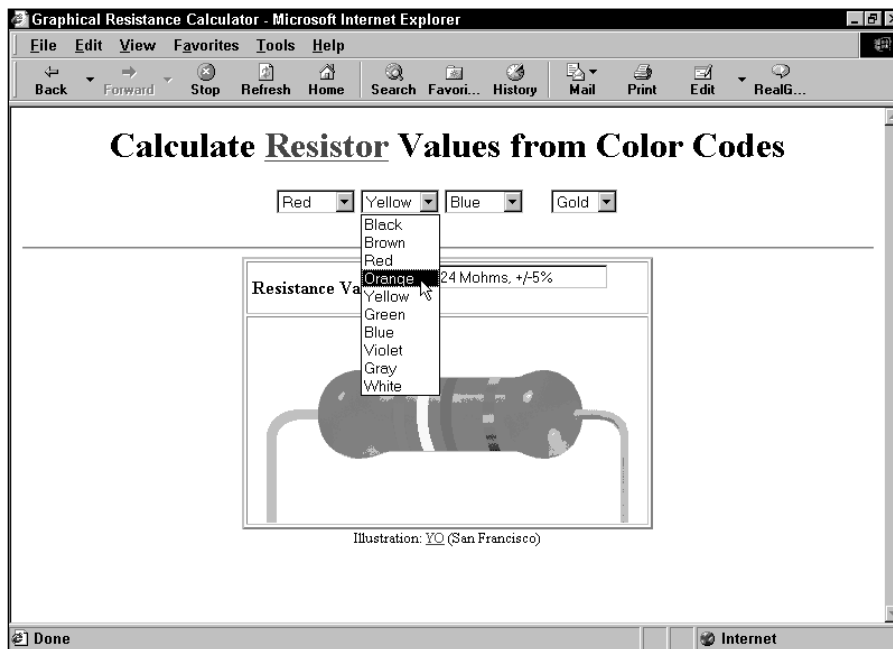 Graphical Resistance Calculator - Microsoft Internet Explorer
File Edit View Favorites Tools Help
Back Forward Stop Refresh Home Search Favori... History Mail Print Edit RealG...
Calculate Resistor Values from Color Codes
Red Yellow Blue Gold
Black
Brown
Red
Orange
Yellow
Green
Blue
Violet
Gray
White
Resistance Va 24 Mohms, +/-5%
Illustration: YO (San Francisco)
Done Internet